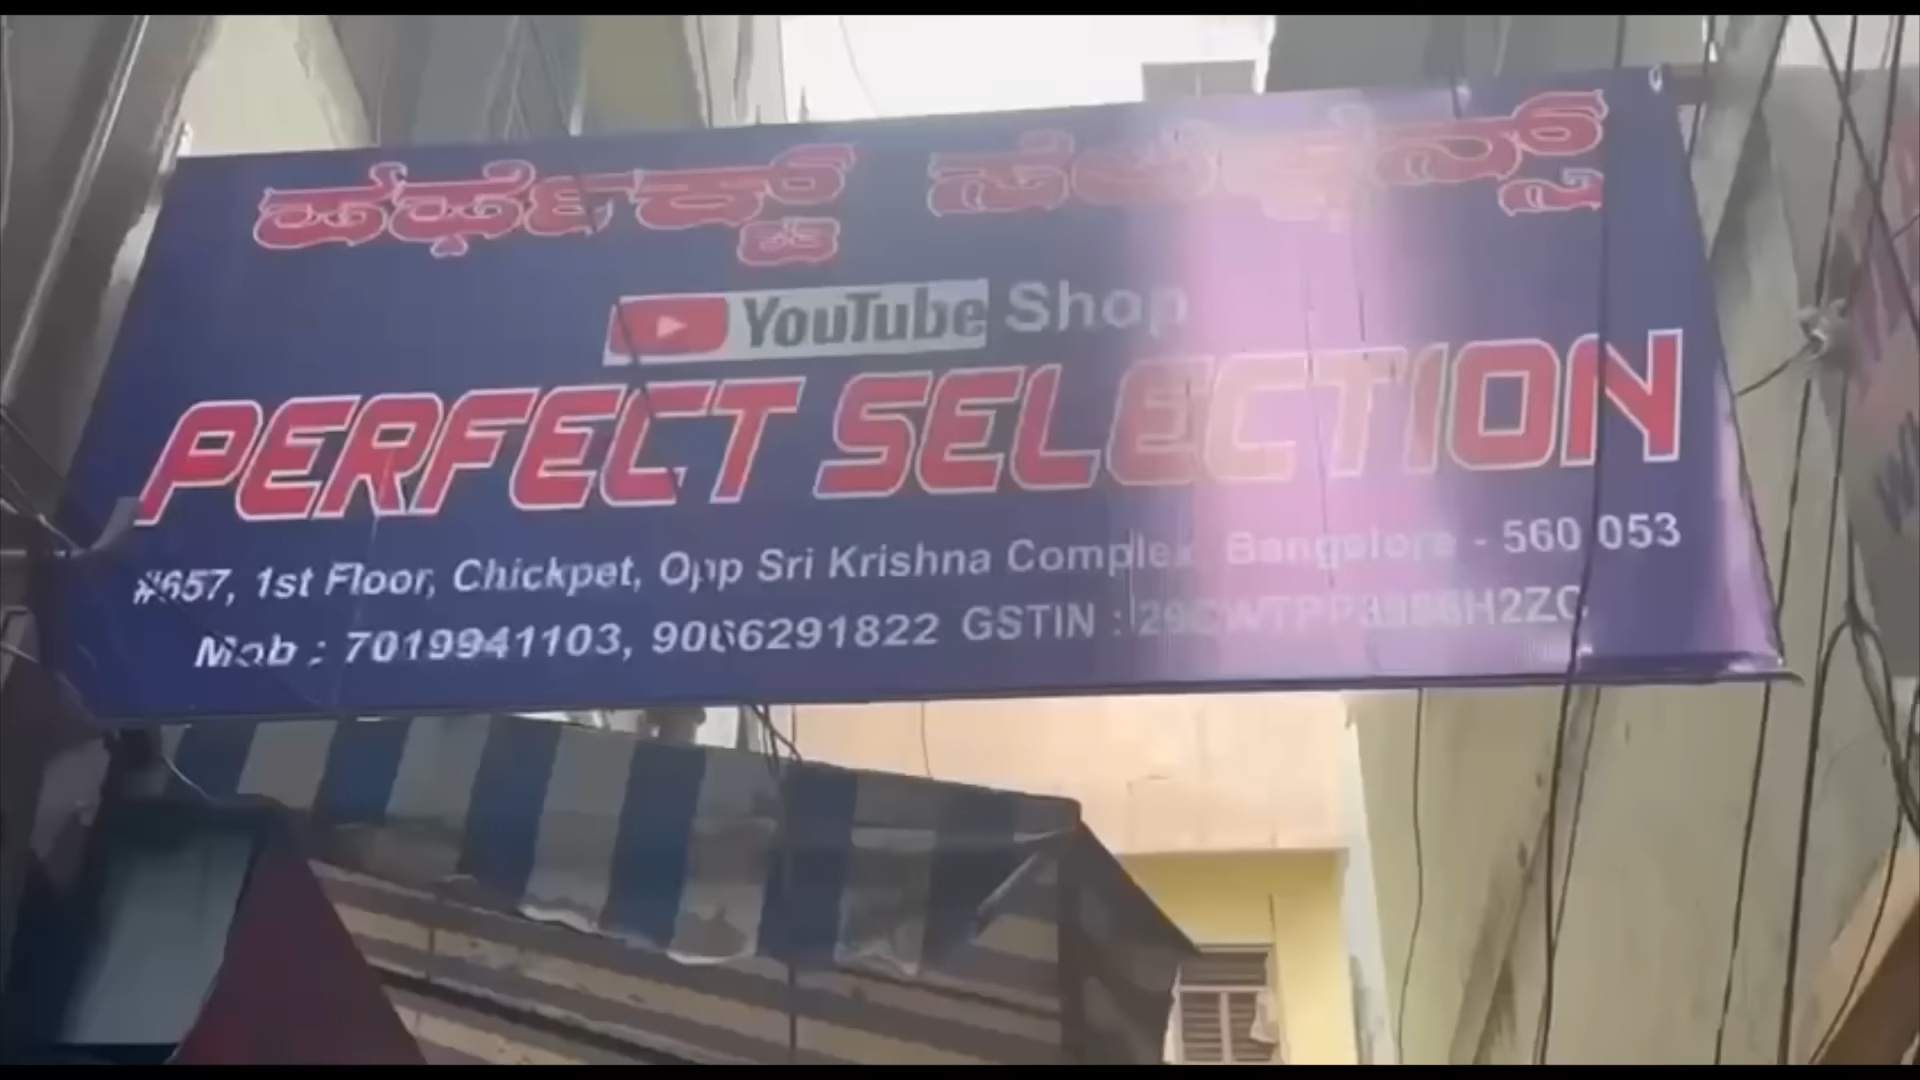 ಪರ್ಫೆಕ್ಟ್ ಸೆಲೆಕ್ಷನ್ಸ್
YouTube Shop
PERFECT SELECTION
#657, 1st Floor, Chickpet, Opp Sri Krishna Complex, Bangalore - 560 053
Mob : 7019941103, 9066291822 GSTIN :